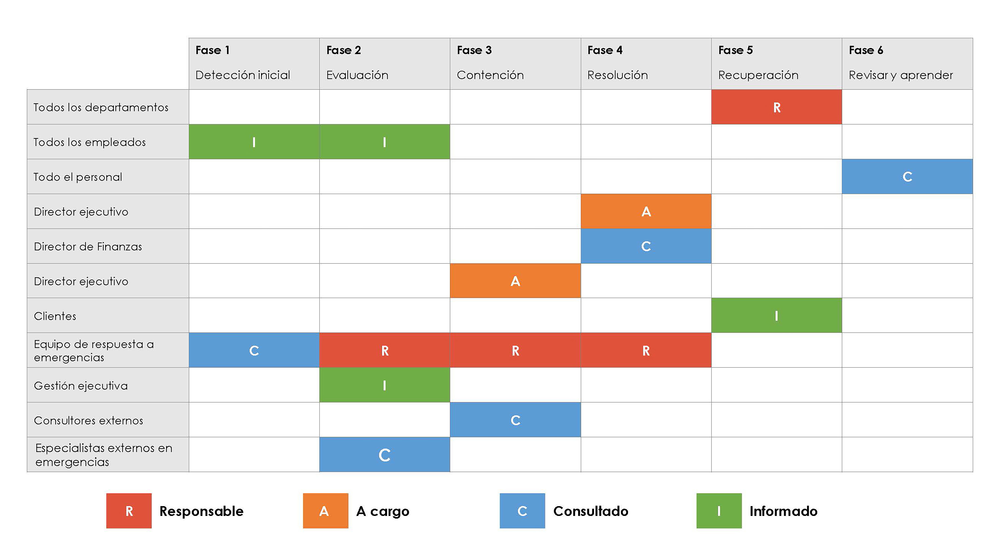 Fase 1
Fase 2
Fase 3
Fase 4
Fase 5
Fase 6
Detección inicial
Evaluación
Contención
Resolución
Recuperación
Revisar y aprender
Todos los departamentos
R
Todos los empleados
I
I
Todo el personal
C
Director ejecutivo
A
Director de Finanzas
C
Director ejecutivo
A
Clientes
I
Equipo de respuesta a
emergencias
C
R
R
R
Gestión ejecutiva
I
Consultores externos
C
Especialistas externos en
emergencias
C
R Responsable
A A cargo
C Consultado
I Informado